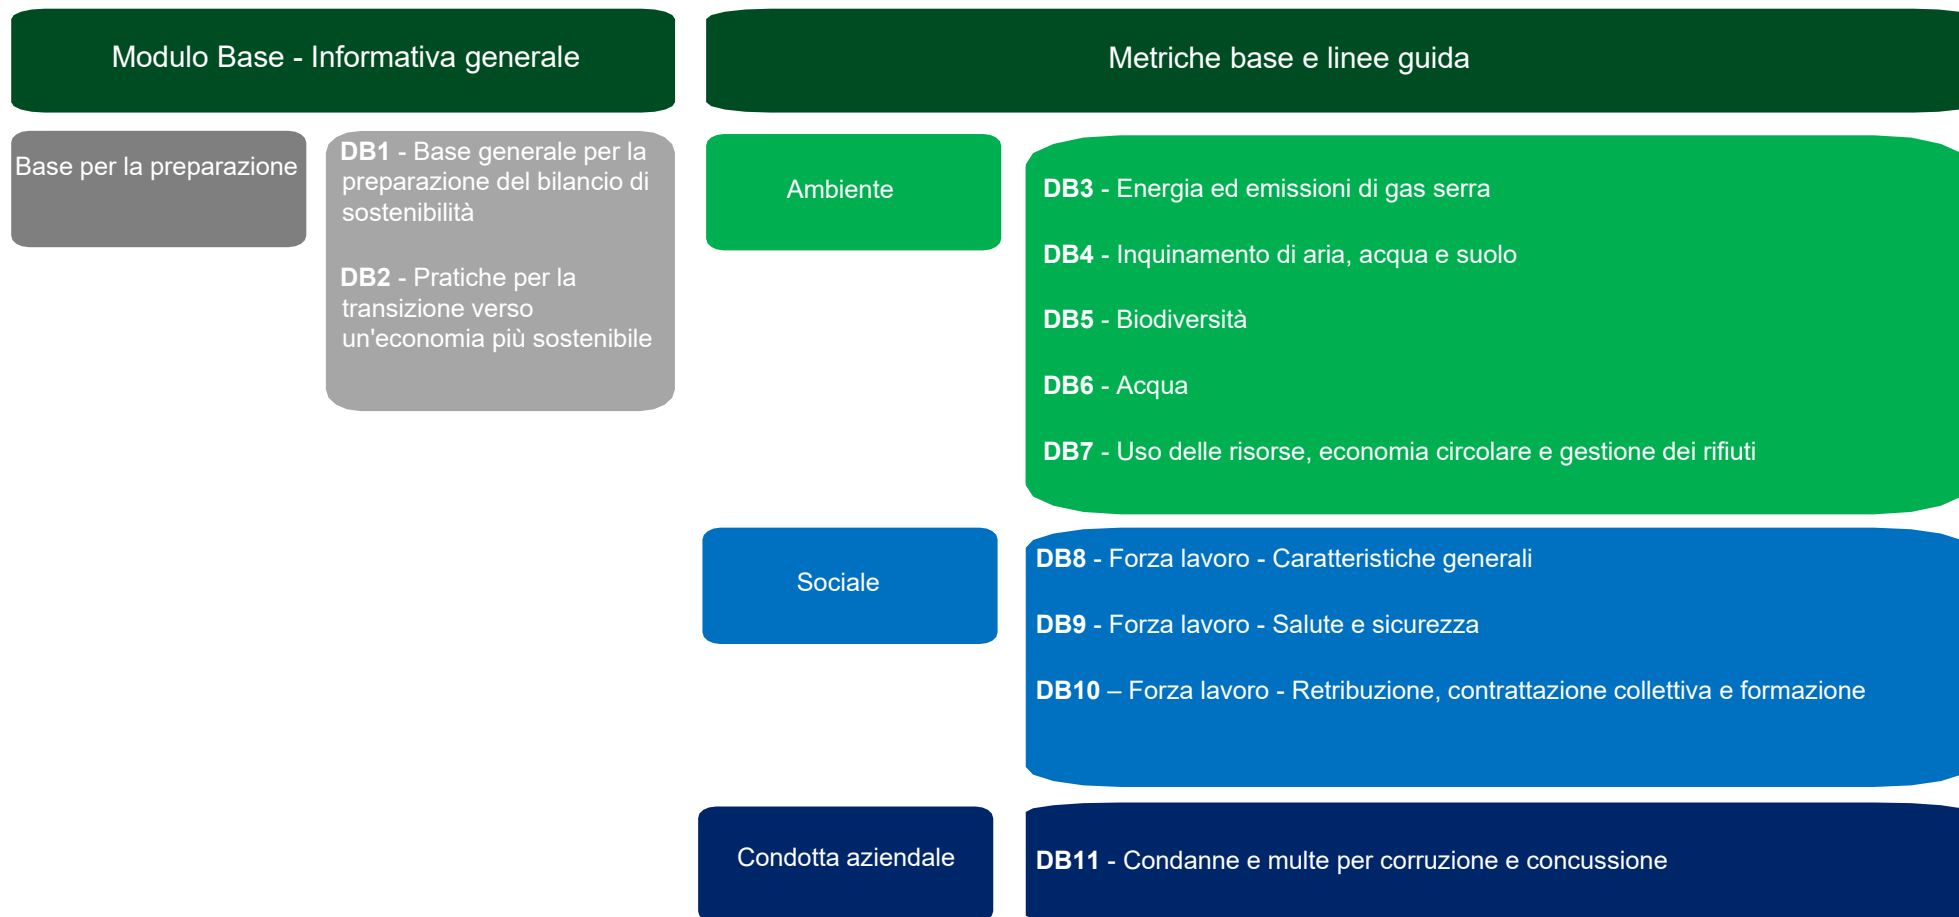 Modulo Base - Informativa generale
Metriche base e linee guida
Base per la preparazione
DB1 - Base generale per la
preparazione del bilancio di
sostenibilità
DB2 - Pratiche per la
transizione verso
un'economia più sostenibile
Ambiente
DB3 - Energia ed emissioni di gas serra
DB4 - Inquinamento di aria, acqua e suolo
DB5 - Biodiversità
DB6 - Acqua
DB7 - Uso delle risorse, economia circolare e gestione dei rifiuti
Sociale
DB8 - Forza lavoro - Caratteristiche generali
DB9 - Forza lavoro - Salute e sicurezza
DB10 – Forza lavoro - Retribuzione, contrattazione collettiva e formazione
Condotta aziendale
DB11 - Condanne e multe per corruzione e concussione